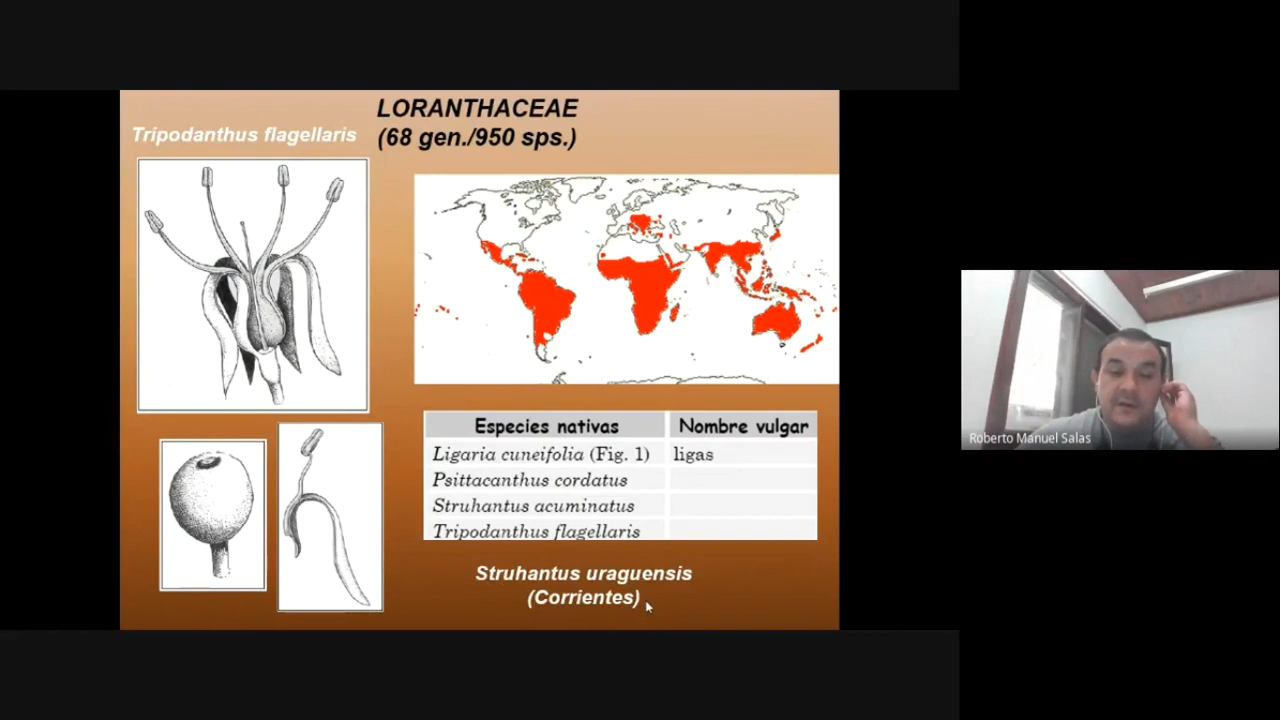 LORANTHACEAE
(68 gen./950 sps.)
Tripodanthus flagellaris
Especies nativas Nombre vulgar
Ligaria cuneifolia (Fig. 1) ligas
Psittacanthus cordatus
Struhantus acuminatus
Tripodanthus flagellaris
Struhantus uraguensis
(Corrientes)
Roberto Manuel Salas